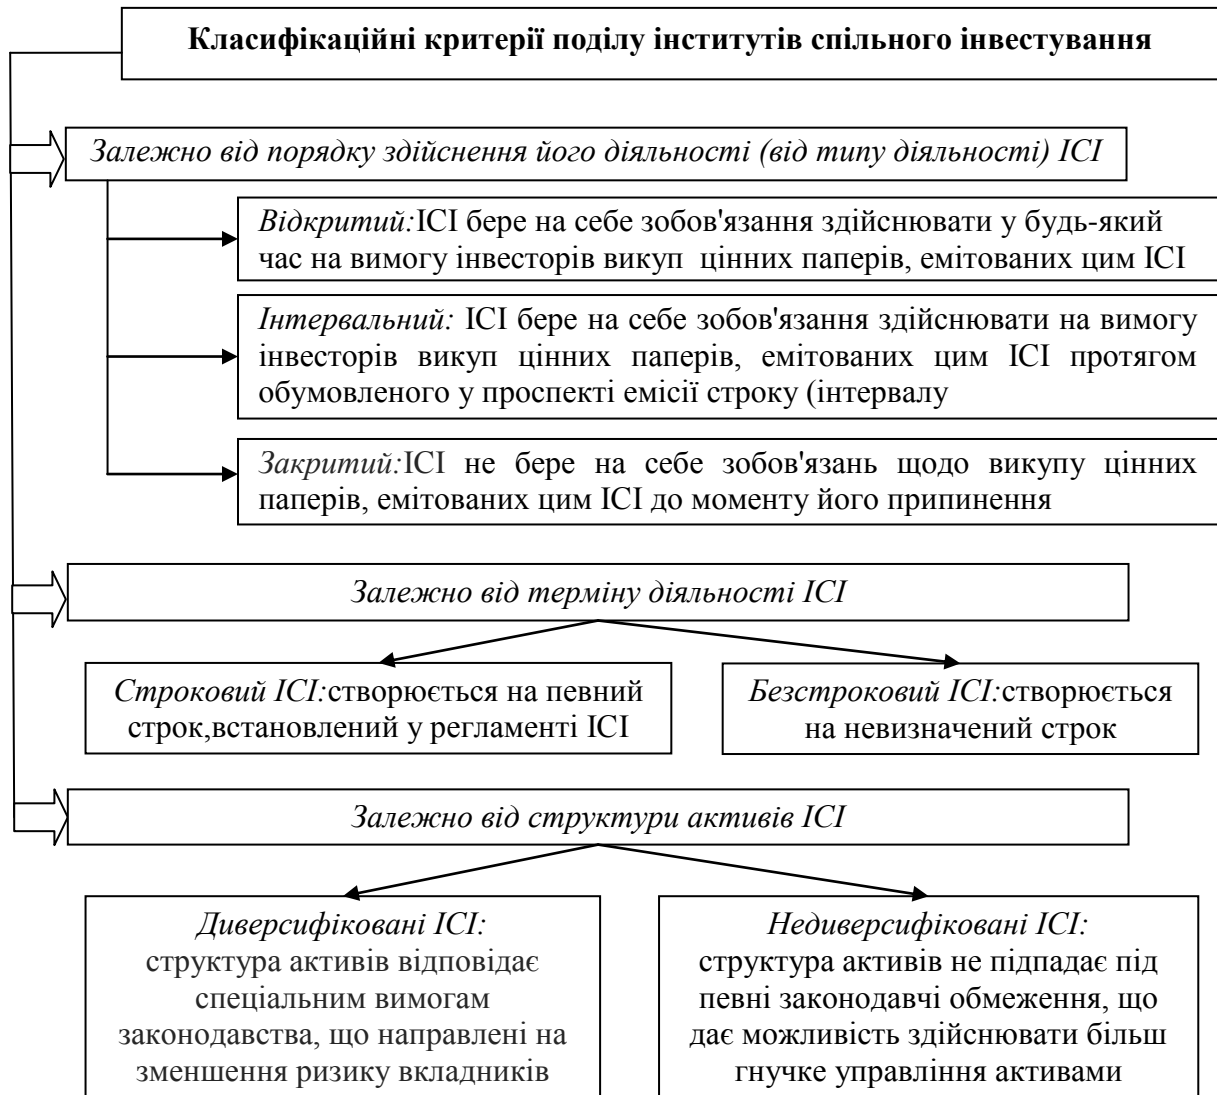 Класифікаційні критерії поділу інститутів спільного інвестування
Залежно від порядку здійснення його діяльності (від типу діяльності) ІСІ
Відкритий:ІСІ бере на себе зобов'язання здійснювати у будь-який
час на вимогу інвесторів викуп цінних паперів, емітованих цим ІСІ
Інтервальний: ІСІ бере на себе зобов'язання здійснювати на вимогу
інвесторів викуп цінних паперів, емітованих цим ІСІ протягом
обумовленого у проспекті емісії строку (інтервалу
Закритий:ІСІ не бере на себе зобов'язань щодо викупу цінних
паперів, емітованих цим ІСІ до моменту його припинення
Залежно від терміну діяльності ІСІ
Строковий ІСІ:створюється на певний
строк,встановлений у регламенті ІСІ
Безстроковий ІСІ:створюється
на невизначений строк
Залежно від структури активів ІСІ
Диверсифіковані ІСІ:
структура активів відповідає
спеціальним вимогам
законодавства, що направлені на
зменшення ризику вкладників
Недиверсифіковані ІСІ:
структура активів не підпадає під
певні законодавчі обмеження, що
дає можливість здійснювати більш
гнучке управління активами